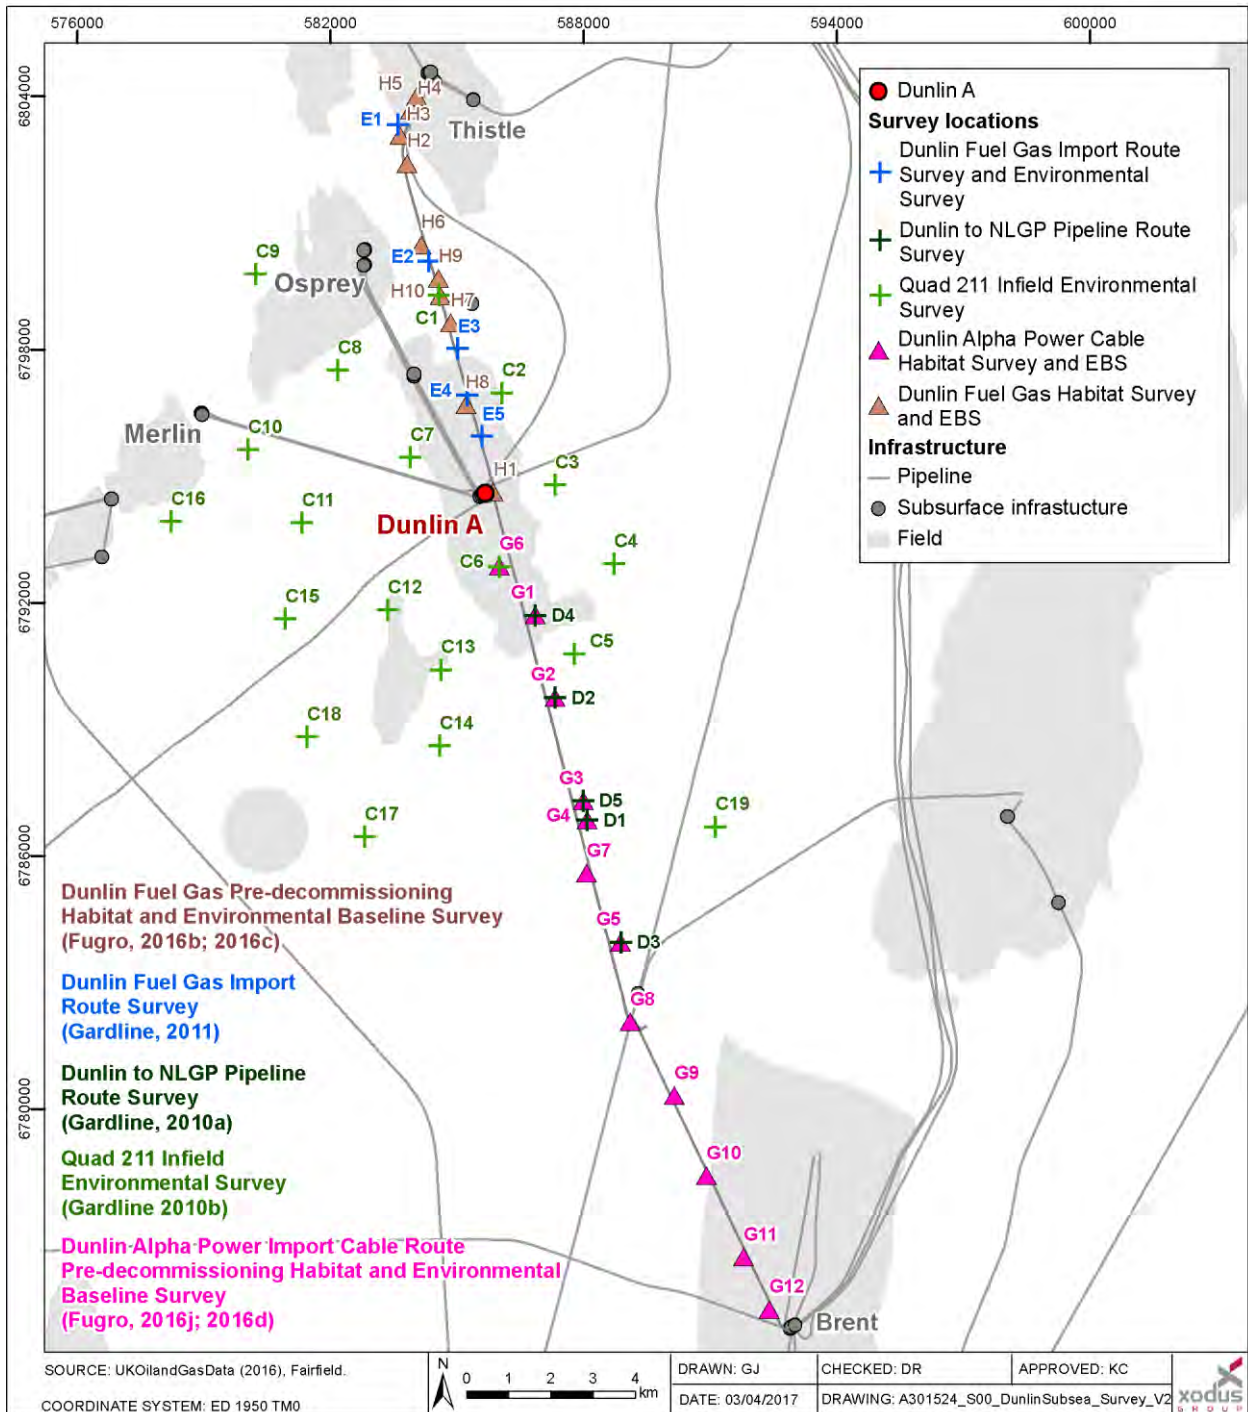 576000
582000
588000
594000
600000
6804000
6798000
6792000
6786000
6780000
Dunlin A
Survey locations
Dunlin Fuel Gas Import Route
Survey and Environmental
Survey
Dunlin to NLGP Pipeline Route
Survey
Quad 211 Infield Environmental
Survey
Dunlin Alpha Power Cable
Habitat Survey and EBS
Dunlin Fuel Gas Habitat Survey
and EBS
Infrastructure
Pipeline
Subsurface infrastucture
Field
H5
H4
H3
E1
H2
Thistle
H6
C9
E2
H9
Osprey
H10
H7
C1
E3
C8
C2
H8
E4
E5
Merlin
C10
C7
C3
H1
C16
C11
Dunlin A
G6
C4
C6
G1
C15
C12
D4
C13
C5
G2
D2
C18
C14
G3
D5
G4
D1
C19
C17
G7
G5
D3
G8
G9
G10
G11
G12
Brent
Dunlin Fuel Gas Pre-decommissioning
Habitat and Environmental Baseline Survey
(Fugro, 2016b; 2016c)
Dunlin Fuel Gas Import
Route Survey
(Gardline, 2011)
Dunlin to NLGP Pipeline
Route Survey
(Gardline, 2010a)
Quad 211 Infield
Environmental Survey
(Gardline 2010b)
Dunlin Alpha Power Import Cable Route
Pre-decommissioning Habitat and Environmental
Baseline Survey
(Fugro, 2016j; 2016d)
SOURCE: UKOilandGasData (2016), Fairfield.
COORDINATE SYSTEM: ED 1950 TM0
N
0 1 2 3 4
km
DRAWN: GJ
CHECKED: DR
APPROVED: KC
DATE: 03/04/2017
DRAWING: A301524_S00_DunlinSubsea_Survey_V2
xodus
GROUP